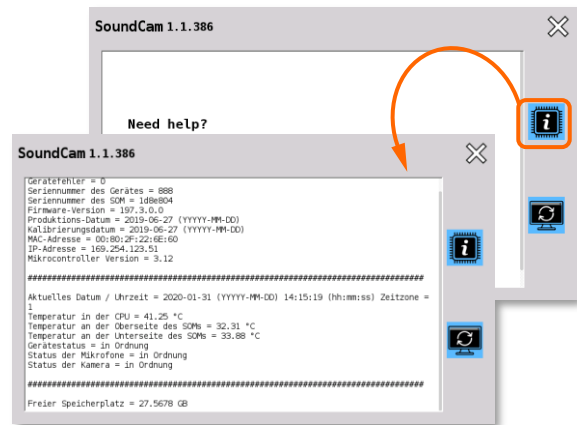 SoundCam 1.1.386
Need help?
SoundCam 1.1.386
Gerätefehler = 0
Seriennummer des Gerätes = 888
Seriennummer des SOM = 1d8e804
Firmware-Version = 197.3.0.0
Produktions-Datum = 2019-06-27 (YYYYY-MM-DD)
Kalibrierungsdatum = 2019-06-27 (YYYYY-MM-DD)
MAC-Adresse = 00:80:2F:22:6E:60
IP-Adresse = 169.254.123.51
Mikrocontroller Version = 3.12
################################################################################
Aktuelles Datum / Uhrzeit = 2020-01-31 (YYYYY-MM-DD) 14:15:19 (hh:mm:ss) Zeitzone =
1
Temperatur in der CPU = 41.25 °C
Temperatur an der Oberseite des SOMs = 32.31 °C
Temperatur an der Unterseite des SOMs = 33.88 °C
Gerätestatus = in Ordnung
Status der Mikrofone = in Ordnung
Status der Kamera = in Ordnung
################################################################################
Freier Speicherplatz = 27.5678 GB